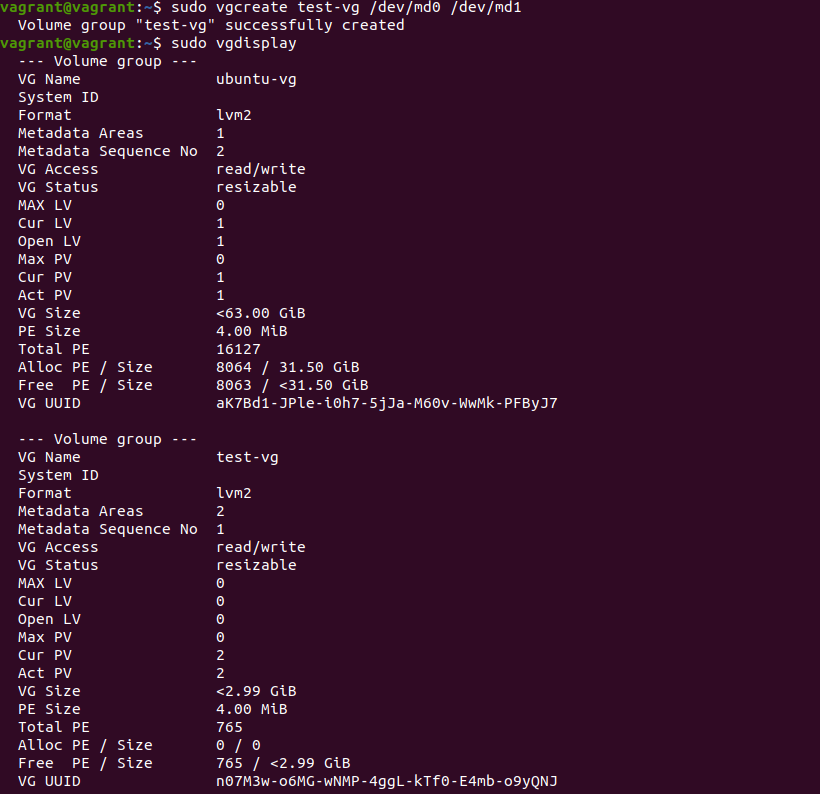 vagrant@vagrant:~$ sudo vgcreate test-vg /dev/md0 /dev/md1
  Volume group "test-vg" successfully created
vagrant@vagrant:~$ sudo vgdisplay
  --- Volume group ---
  VG Name               ubuntu-vg
  System ID
  Format                lvm2
  Metadata Areas        1
  Metadata Sequence No  2
  VG Access             read/write
  VG Status             resizable
  MAX LV                0
  Cur LV                1
  Open LV               1
  Max PV                0
  Cur PV                1
  Act PV                1
  VG Size               <63.00 GiB
  PE Size               4.00 MiB
  Total PE              16127
  Alloc PE / Size       8064 / 31.50 GiB
  Free  PE / Size       8063 / <31.50 GiB
  VG UUID               aK7Bd1-JPle-i0h7-5jJa-M60v-WwMk-PFByJ7

  --- Volume group ---
  VG Name               test-vg
  System ID
  Format                lvm2
  Metadata Areas        2
  Metadata Sequence No  1
  VG Access             read/write
  VG Status             resizable
  MAX LV                0
  Cur LV                0
  Open LV               0
  Max PV                0
  Cur PV                2
  Act PV                2
  VG Size               <2.99 GiB
  PE Size               4.00 MiB
  Total PE              765
  Alloc PE / Size       0 / 0
  Free  PE / Size       765 / <2.99 GiB
  VG UUID               n07M3w-o6MG-wNMP-4ggL-kTf0-E4mb-o9yQNJ